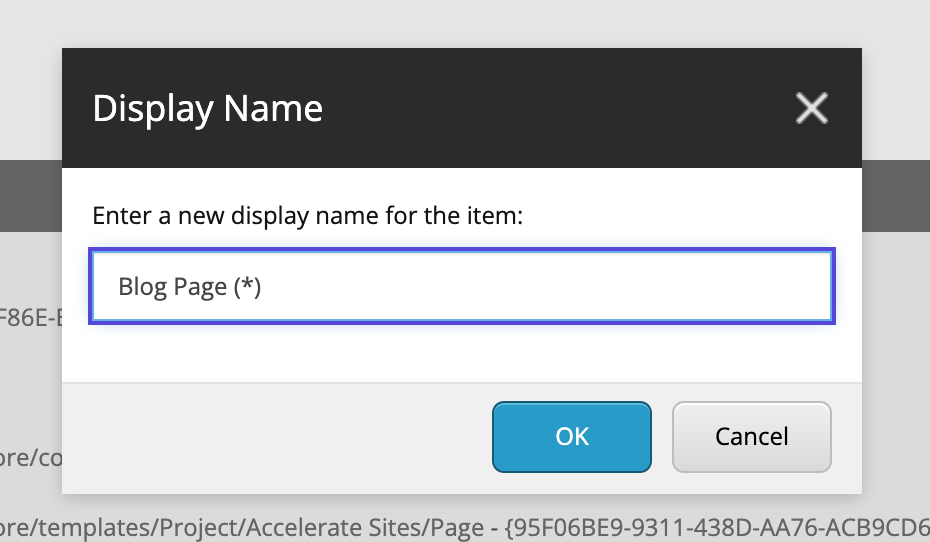 Display Name
Enter a new display name for the item:
Blog Page (*)
F86E-E
OK
Cancel
ore/co
ore/templates/Project/Accelerate Sites/Page - {95F06BE9-9311-438D-AA76-ACB9CD6